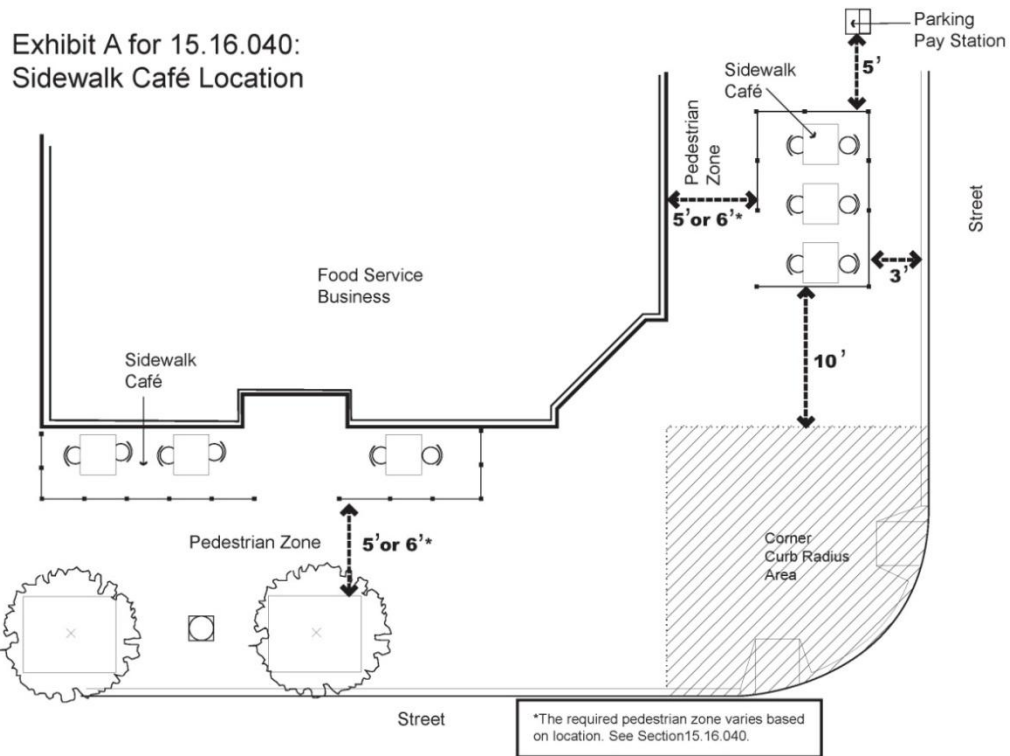 Exhibit A for 15.16.040:
Sidewalk Café Location
Parking
Pay Station
5’
Sidewalk
Café
Pedestrian
Zone
5’or 6’*
Street
3’
Food Service
Business
10’
Sidewalk
Café
Pedestrian Zone
5’or 6’*
Corner
Curb Radius
Area
Street
*The required pedestrian zone varies based
on location. See Section15.16.040.